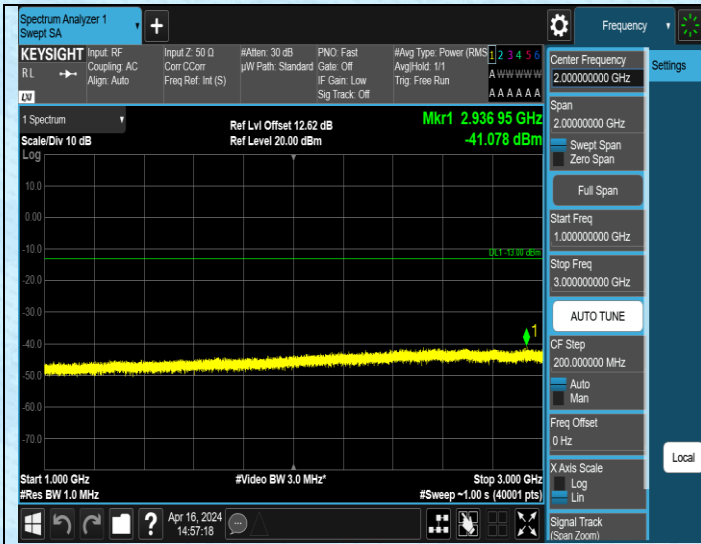 Spectrum Analyzer 1
Swept SA
+
Frequency
KEYSIGHT
RL
LXI
Input: RF
Coupling: AC
Align: Auto
Input Z: 50 Ω
Corr CCorr
Freq Ref: Int (S)
#Atten: 30 dB
µW Path: Standard
PNO: Fast
Gate: Off
IF Gain: Low
Sig Track: Off
#Avg Type: Power (RMS
Avg|Hold: 1/1
Trig: Free Run
1 2 3 4 5 6
A W W W W W
A A A A A A
1 Spectrum
Scale/Div 10 dB
Log
Ref Lvl Offset 12.62 dB
Ref Level 20.00 dBm
Mkr1 2.936 95 GHz
-41.078 dBm
10.0
0.00
-10.0
DL1 -13.00 dBm
-20.0
-30.0
-40.0
1
-50.0
-60.0
-70.0
Start 1.000 GHz
#Res BW 1.0 MHz
#Video BW 3.0 MHz*
Stop 3.000 GHz
#Sweep ~1.00 s (40001 pts)
Center Frequency
2.000000000 GHz
Span
2.00000000 GHz
Swept Span
Zero Span
Full Span
Start Freq
1.000000000 GHz
Stop Freq
3.000000000 GHz
AUTO TUNE
CF Step
200.000000 MHz
Auto
Man
Freq Offset
0 Hz
X Axis Scale
Log
Lin
Signal Track
(Span Zoom)
Settings
Local
?
Apr 16, 2024
14:57:18